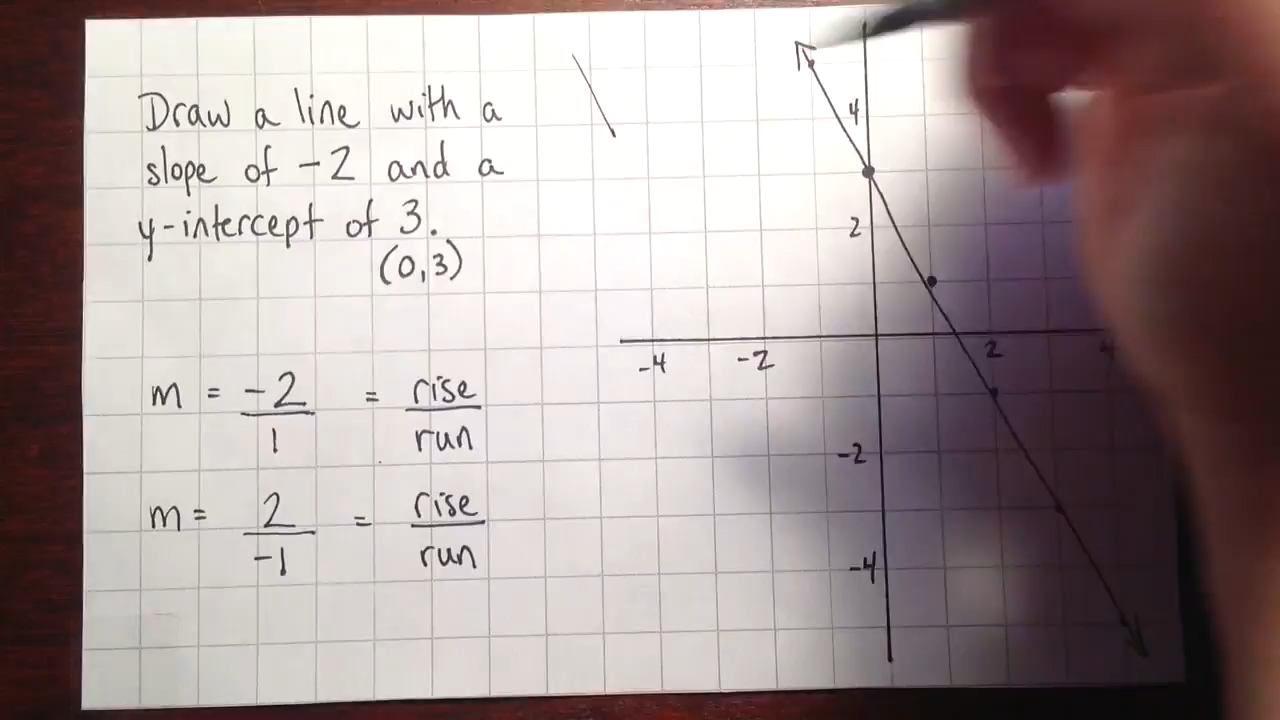 Draw a line with a
slope of -2 and a
y-intercept of 3.
(0,3)
m = -2/1 = rise/run
m = 2/-1 = rise/run
4
2
-4 -2 2 4
-2
-4